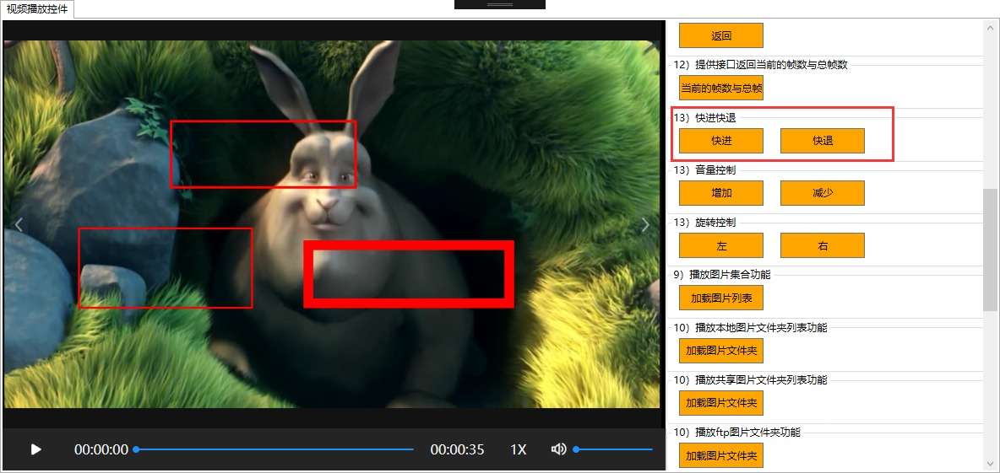 视频播放控件
返回
12）提供接口返回当前的帧数与总帧数
当前的帧数与总帧
13）快进快退
快进 快退
13）音量控制
增加 减少
13）旋转控制
左 右
9）播放图片集合功能
加载图片列表
10）播放本地图片文件夹列表功能
加载图片文件夹
10）播放共享图片文件夹列表功能
加载图片文件夹
10）播放ftp图片文件夹功能
加载图片文件夹
00:00:00 00:00:35 1X